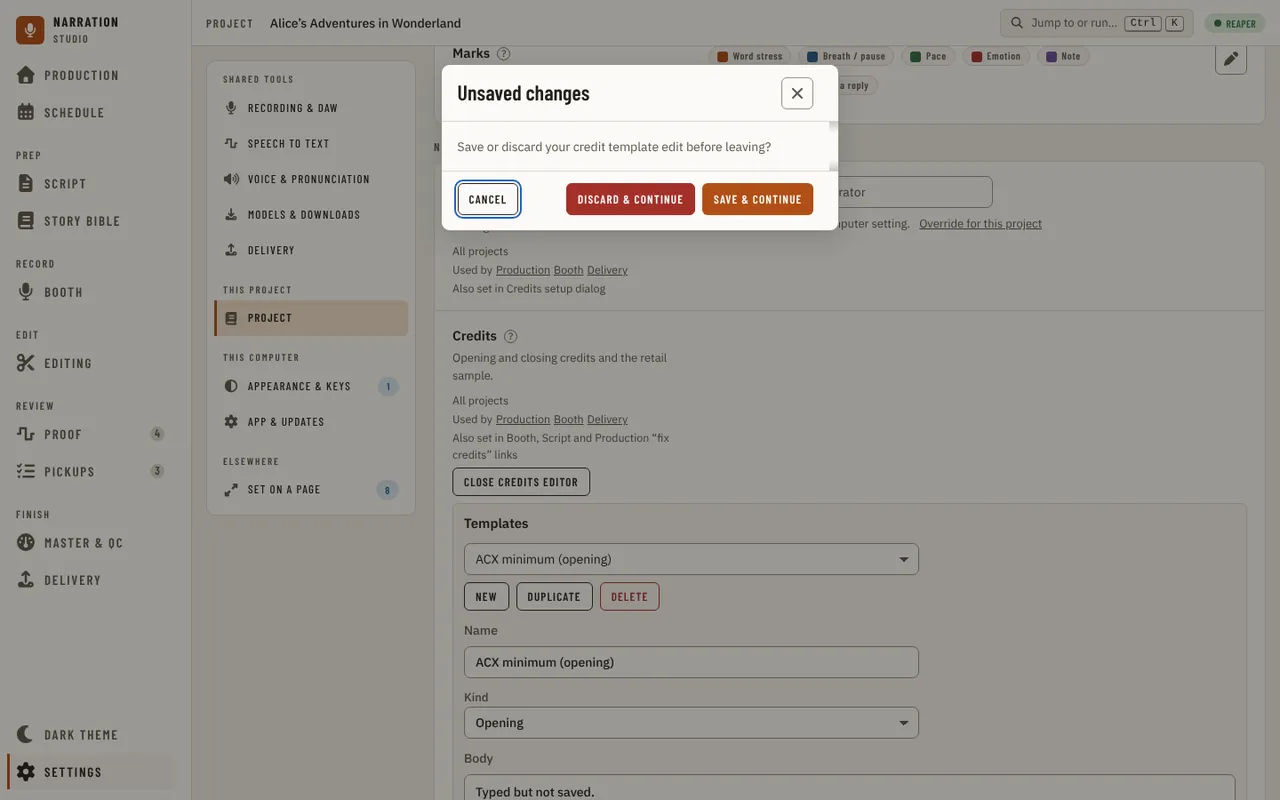 NARRATION
STUDIO
PRODUCTION
SCHEDULE
PREP
SCRIPT
STORY BIBLE
RECORD
BOOTH
EDIT
EDITING
REVIEW
PROOF 4
PICKUPS 3
FINISH
MASTER & QC
DELIVERY
DARK THEME
SETTINGS
PROJECT Alice’s Adventures in Wonderland
Jump to or run... Ctrl K
REAPER
SHARED TOOLS
RECORDING & DAW
SPEECH TO TEXT
VOICE & PRONUNCIATION
MODELS & DOWNLOADS
DELIVERY
THIS PROJECT
PROJECT
THIS COMPUTER
APPEARANCE & KEYS 1
APP & UPDATES
ELSEWHERE
SET ON A PAGE 8
Marks ?
Word stress Breath / pause Pace Emotion Note
a reply
Unsaved changes
Save or discard your credit template edit before leaving?
CANCEL DISCARD & CONTINUE SAVE & CONTINUE
rator
puter setting. Override for this project
All projects
Used by Production Booth Delivery
Also set in Credits setup dialog
Credits ?
Opening and closing credits and the retail
sample.
All projects
Used by Production Booth Delivery
Also set in Booth, Script and Production “fix
credits” links
CLOSE CREDITS EDITOR
Templates
ACX minimum (opening)
NEW DUPLICATE DELETE
Name
ACX minimum (opening)
Kind
Opening
Body
Typed but not saved.